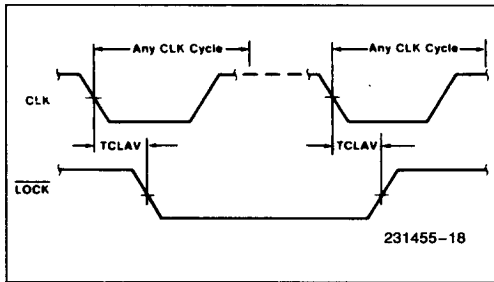 Any CLK Cycle
Any CLK Cycle
CLK
TCLAV
TCLAV
LOCK
231455-18